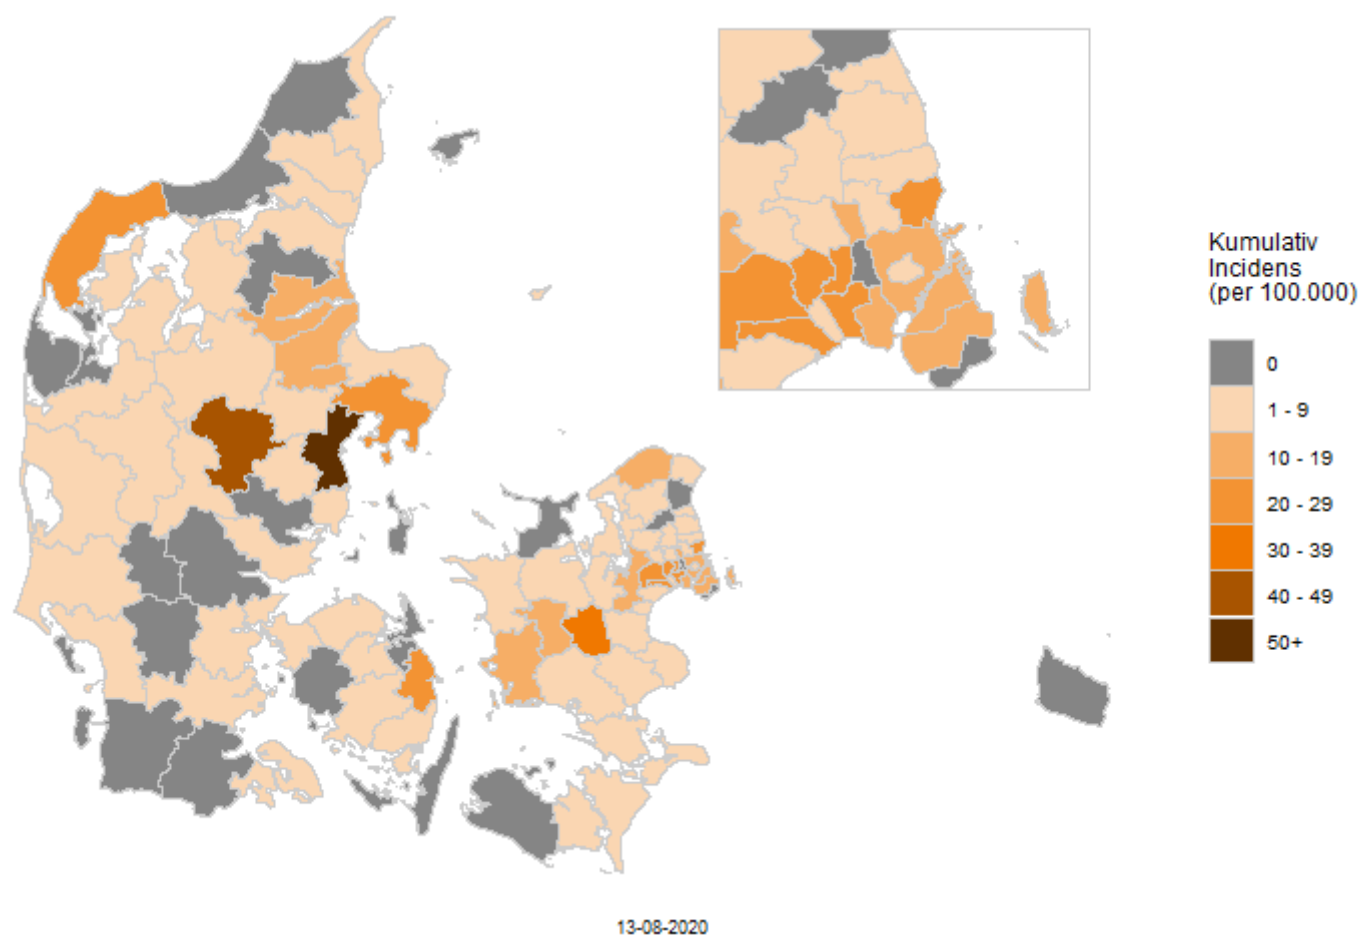 Kumulativ
Incidens
(per 100.000)
0
1 - 9
10 - 19
20 - 29
30 - 39
40 - 49
50+
13-08-2020